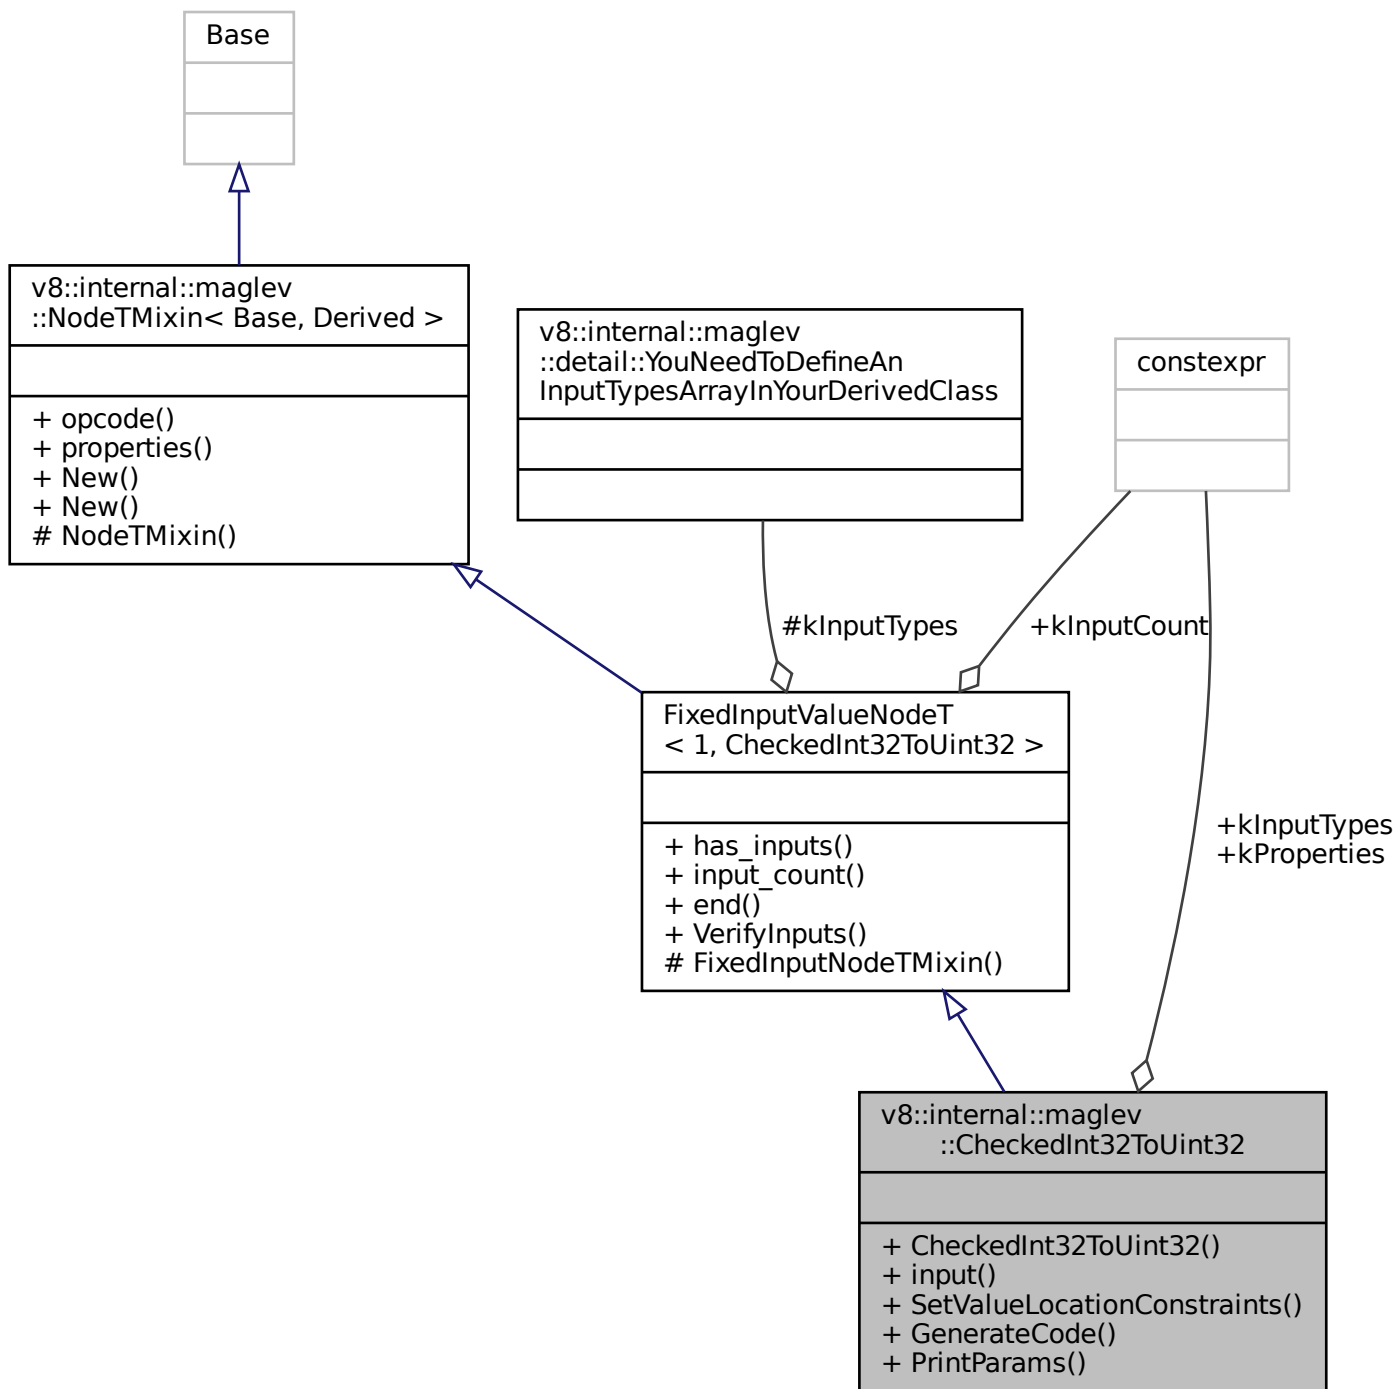 Base
v8::internal::maglev
::NodeTMixin< Base, Derived >
+ opcode()
+ properties()
+ New()
+ New()
# NodeTMixin()
v8::internal::maglev
::detail::YouNeedToDefineAn
InputTypesArrayInYourDerivedClass
constexpr
#kInputTypes
+kInputCount
FixedInputValueNodeT
< 1, CheckedInt32ToUint32 >
+ has_inputs()
+ input_count()
+ end()
+ VerifyInputs()
# FixedInputNodeTMixin()
+kInputTypes
+kProperties
v8::internal::maglev
::CheckedInt32ToUint32
+ CheckedInt32ToUint32()
+ input()
+ SetValueLocationConstraints()
+ GenerateCode()
+ PrintParams()